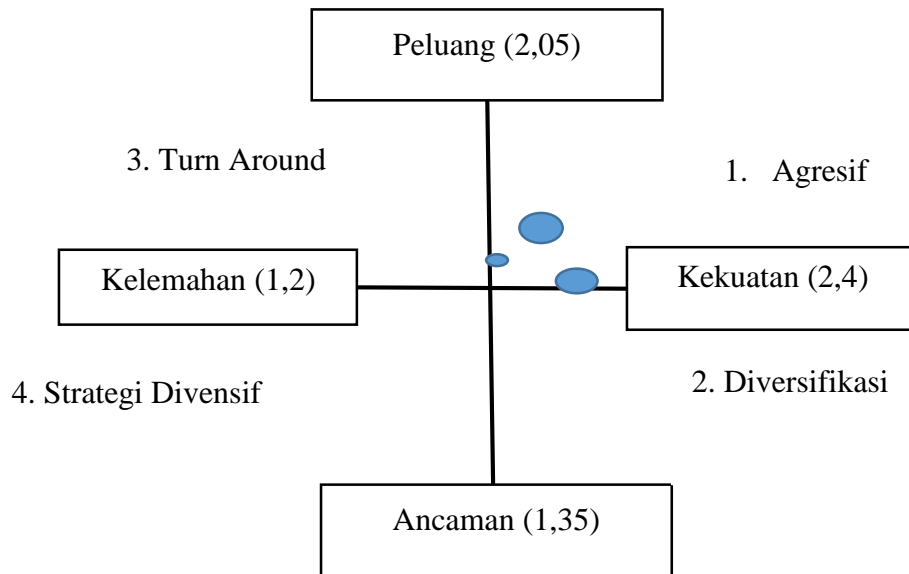 Peluang (2,05)
3. Turn Around
1. Agresif
Kelemahan (1,2)
Kekuatan (2,4)
4. Strategi Divensif
2. Diversifikasi
Ancaman (1,35)